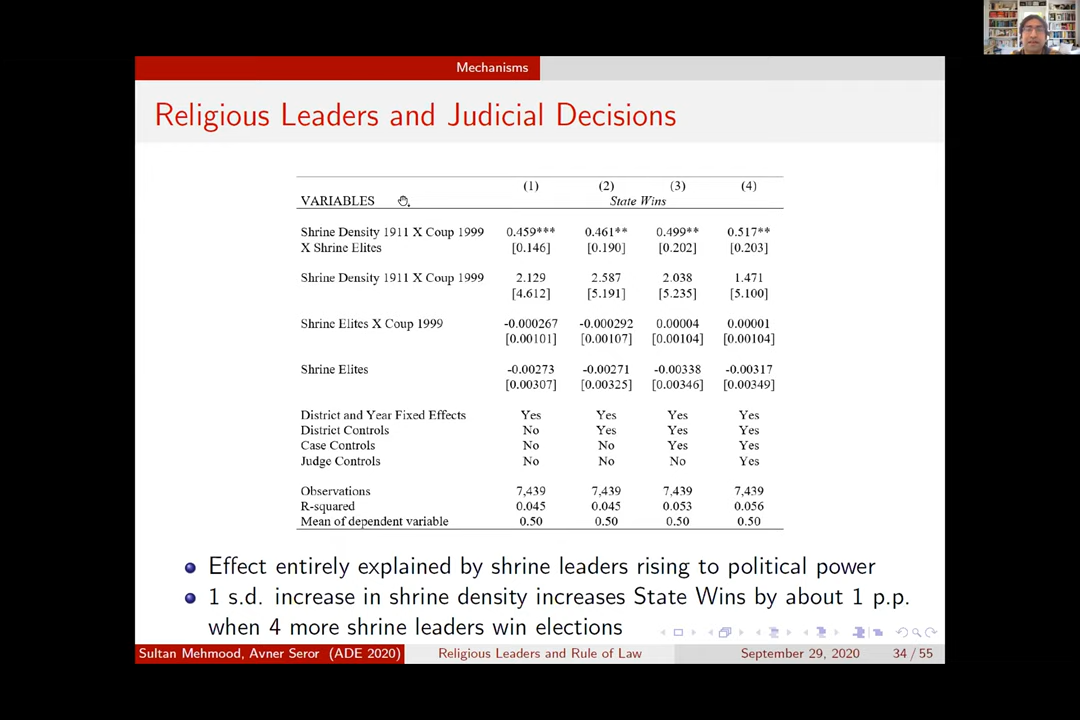 Mechanisms
Religious Leaders and Judicial Decisions
(1) (2) (3) (4)
VARIABLES State Wins
Shrine Density 1911 X Coup 1999 0.459*** 0.461** 0.499** 0.517**
X Shrine Elites [0.146] [0.190] [0.202] [0.203]
Shrine Density 1911 X Coup 1999 2.129 2.587 2.038 1.471
[4.612] [5.191] [5.235] [5.100]
Shrine Elites X Coup 1999 -0.000267 -0.000292 0.00004 0.00001
[0.00101] [0.00107] [0.00104] [0.00104]
Shrine Elites -0.00273 -0.00271 -0.00338 -0.00317
[0.00307] [0.00325] [0.00346] [0.00349]
District and Year Fixed Effects Yes Yes Yes Yes
District Controls No Yes Yes Yes
Case Controls No No Yes Yes
Judge Controls No No No Yes
Observations 7,439 7,439 7,439 7,439
R-squared 0.045 0.045 0.053 0.056
Mean of dependent variable 0.50 0.50 0.50 0.50
Effect entirely explained by shrine leaders rising to political power
1 s.d. increase in shrine density increases State Wins by about 1 p.p.
when 4 more shrine leaders win elections
Sultan Mehmood, Avner Seror (ADE 2020) Religious Leaders and Rule of Law September 29, 2020 34 / 55